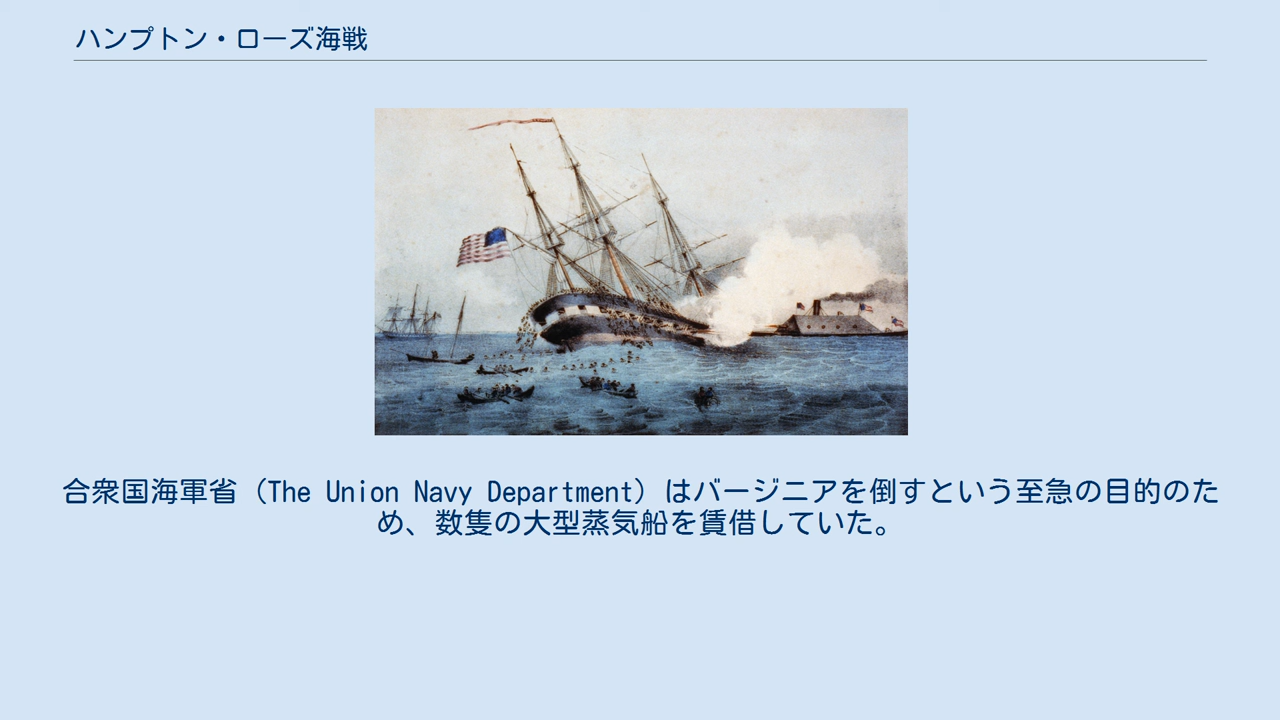 ハンプトン・ローズ海戦
合衆国海軍省（The Union Navy Department）はバージニアを倒すという至急の目的のた
め、数隻の大型蒸気船を賃借していた。